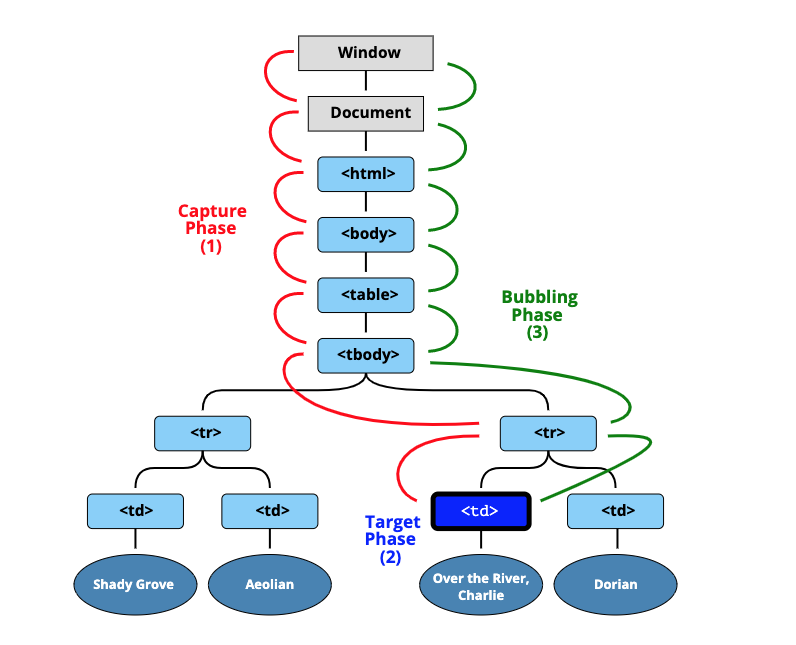 Window
Document
<html>
Capture
Phase
(1)
<body>
<table>
Bubbling
Phase
(3)
<tbody>
<tr>
<tr>
<td>
<td>
<td>
<td>
Target
Phase
(2)
Shady Grove
Aeolian
Over the River,
Charlie
Dorian